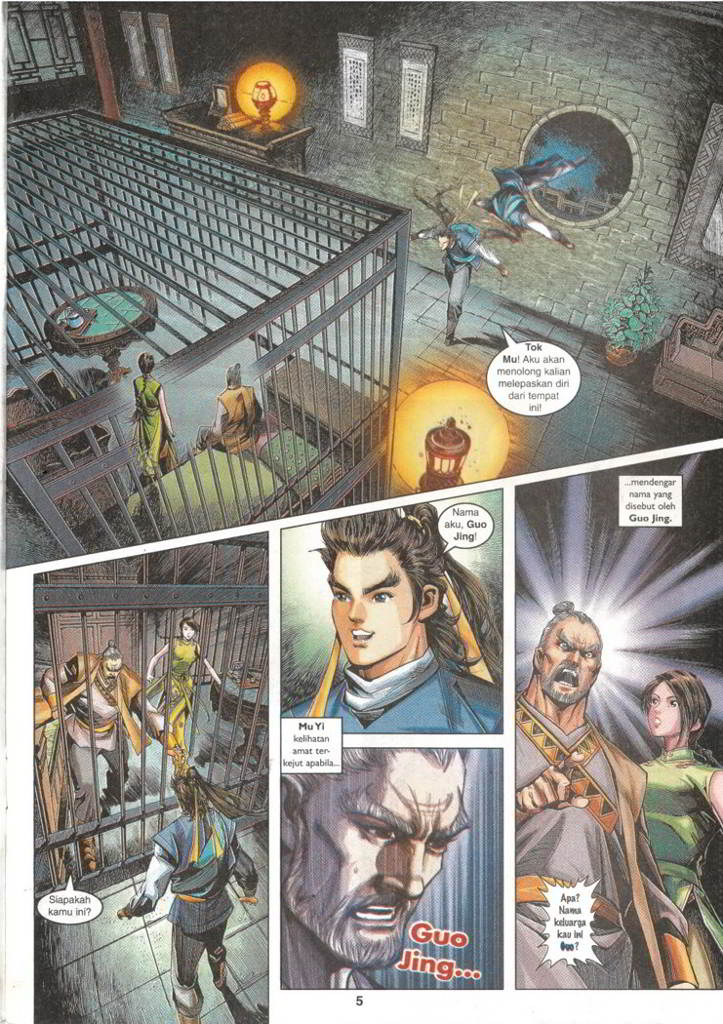 Tok
Mu! Aku akan
menolong kalian
melepaskan diri
dari tempat
ini!
Siapakah
kamu ini?
Nama
aku, Guo
Jing!
Mu Yi
kelihatan
amat ter-
kejut apabila...
Guo
Jing...
...mendengar
nama yang
disebut oleh
Guo Jing.
Apa?
Nama
keluarga
kau ini
Guo?
5